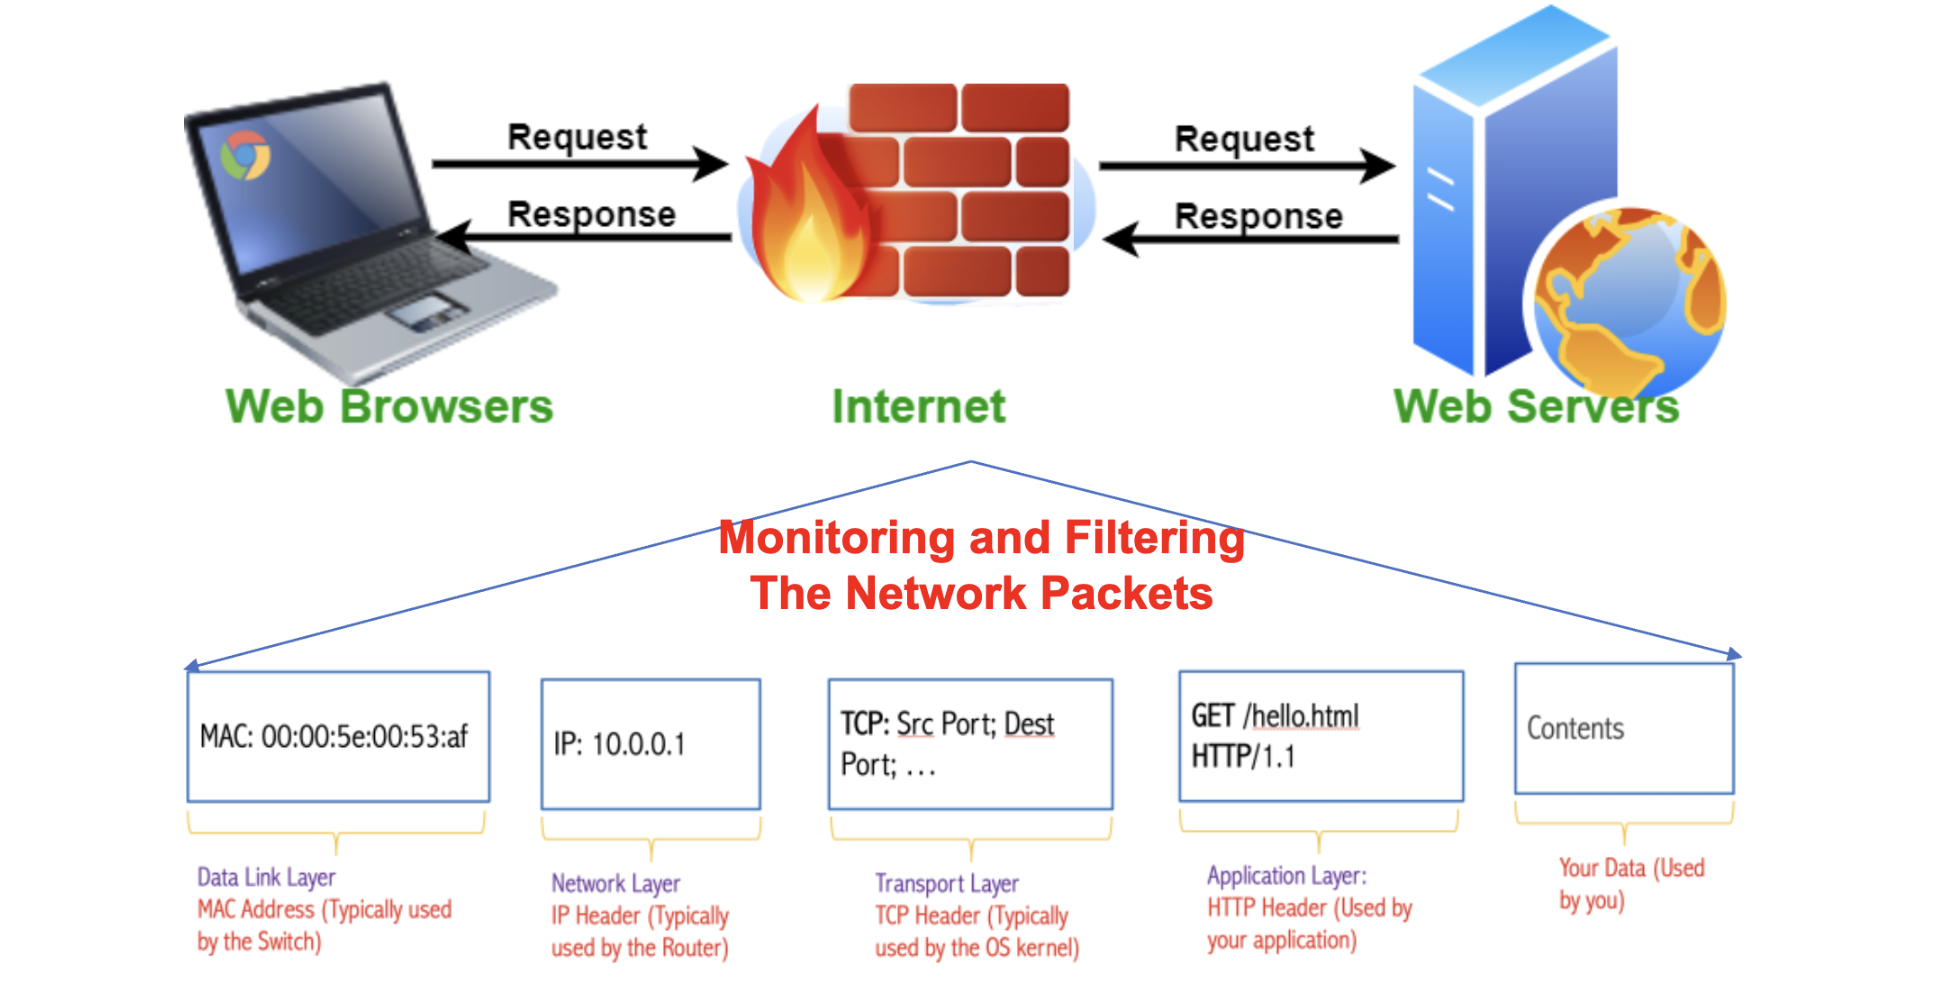 Request
Response
Request
Response
Web Browsers
Internet
Web Servers
Monitoring and Filtering
The Network Packets
MAC: 00:00:5e:00:53:af
IP: 10.0.0.1
TCP: Src Port; Dest
Port; ...
GET /hello.html
HTTP/1.1
Contents
Data Link Layer
MAC Address (Typically used
by the Switch)
Network Layer
IP Header (Typically
used by the Router)
Transport Layer
TCP Header (Typically
used by the OS kernel)
Application Layer:
HTTP Header (Used by
your application)
Your Data (Used
by you)